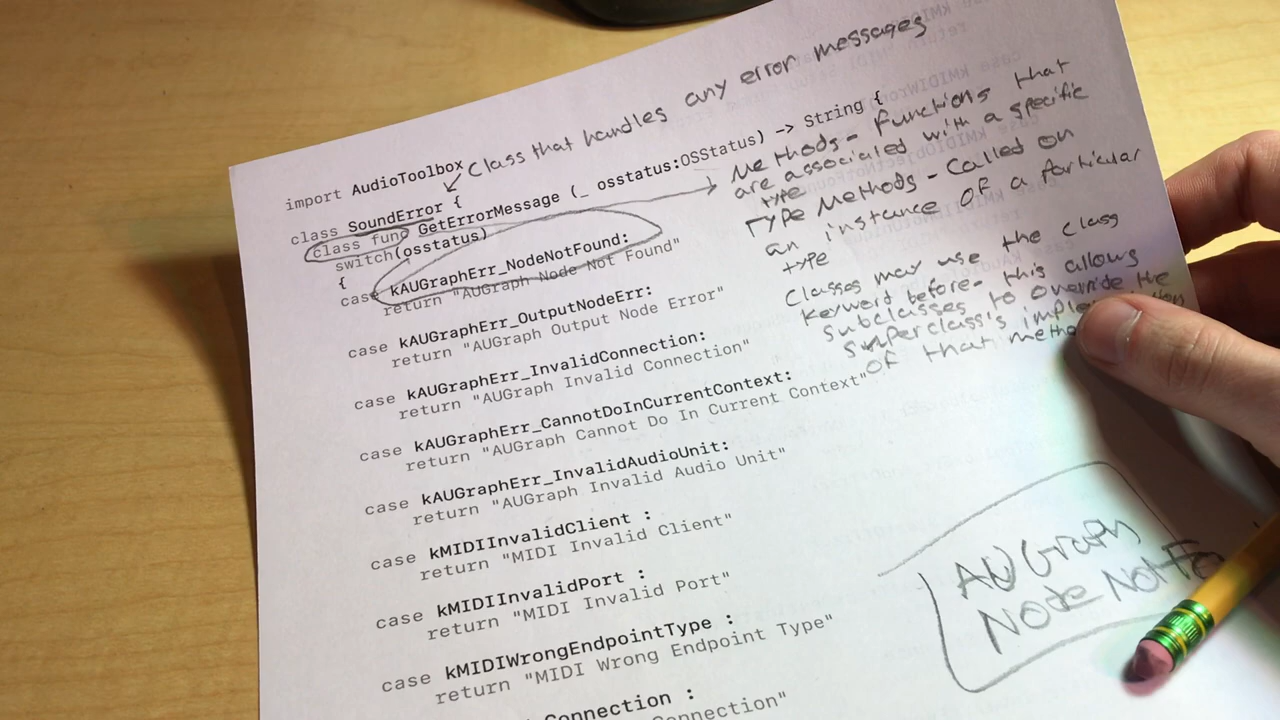 Class that handles any error messages
import AudioToolbox
class SoundError {
class func GetErrorMessage (_ osstatus:OSStatus) -> String {
switch(osstatus)
{
case kAUGraphErr_NodeNotFound:
return "AUGraph Node Not Found"
case kAUGraphErr_OutputNodeErr:
return "AUGraph Output Node Error"
case kAUGraphErr_InvalidConnection:
return "AUGraph Invalid Connection"
case kAUGraphErr_CannotDoInCurrentContext:
return "AUGraph Cannot Do In Current Context"
case kAUGraphErr_InvalidAudioUnit:
return "AUGraph Invalid Audio Unit"
case kMIDIInvalidClient :
return "MIDI Invalid Client"
case kMIDIInvalidPort :
return "MIDI Invalid Port"
case kMIDIWrongEndpointType :
return "MIDI Wrong Endpoint Type"
Connection :
Connection"
Methods - functions that
are associated with a specific
type
Type Methods - Called on
an instance of a particular
type
Classes may use the class
Keyword before - this allows
subclasses to override the
superclass's
of that
AUGraph
Node Not